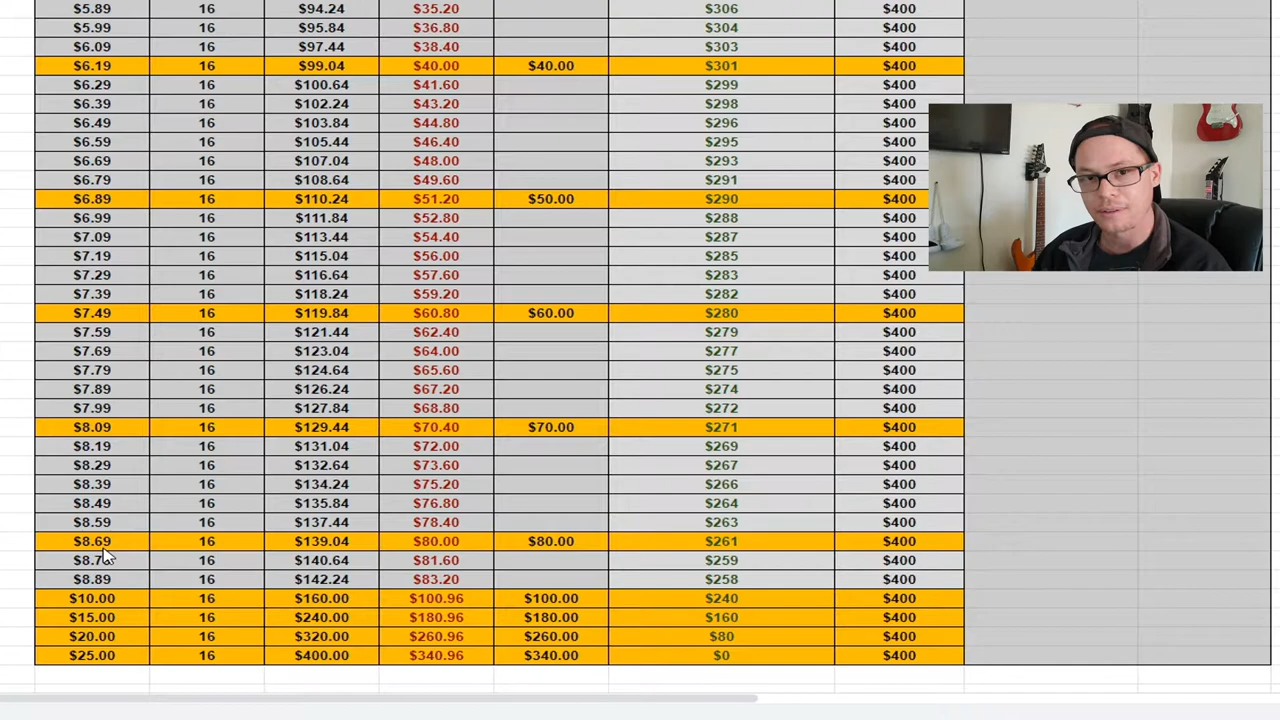 $5.89 16 $94.24 $35.20 $306 $400
$5.99 16 $95.84 $36.80 $304 $400
$6.09 16 $97.44 $38.40 $303 $400
$6.19 16 $99.04 $40.00 $40.00 $301 $400
$6.29 16 $100.64 $41.60 $299 $400
$6.39 16 $102.24 $43.20 $298 $400
$6.49 16 $103.84 $44.80 $296 $400
$6.59 16 $105.44 $46.40 $295 $400
$6.69 16 $107.04 $48.00 $293 $400
$6.79 16 $108.64 $49.60 $291 $400
$6.89 16 $110.24 $51.20 $50.00 $290 $400
$6.99 16 $111.84 $52.80 $288 $400
$7.09 16 $113.44 $54.40 $287 $400
$7.19 16 $115.04 $56.00 $285 $400
$7.29 16 $116.64 $57.60 $283 $400
$7.39 16 $118.24 $59.20 $282 $400
$7.49 16 $119.84 $60.80 $60.00 $280 $400
$7.59 16 $121.44 $62.40 $279 $400
$7.69 16 $123.04 $64.00 $277 $400
$7.79 16 $124.64 $65.60 $275 $400
$7.89 16 $126.24 $67.20 $274 $400
$7.99 16 $127.84 $68.80 $272 $400
$8.09 16 $129.44 $70.40 $70.00 $271 $400
$8.19 16 $131.04 $72.00 $269 $400
$8.29 16 $132.64 $73.60 $267 $400
$8.39 16 $134.24 $75.20 $266 $400
$8.49 16 $135.84 $76.80 $264 $400
$8.59 16 $137.44 $78.40 $263 $400
$8.69 16 $139.04 $80.00 $80.00 $261 $400
16 $140.64 $81.60 $259 $400
$8.89 16 $142.24 $83.20 $258 $400
$10.00 16 $160.00 $100.96 $100.00 $240 $400
$15.00 16 $240.00 $180.96 $180.00 $160 $400
$20.00 16 $320.00 $260.96 $260.00 $80 $400
$25.00 16 $400.00 $340.96 $340.00 $0 $400